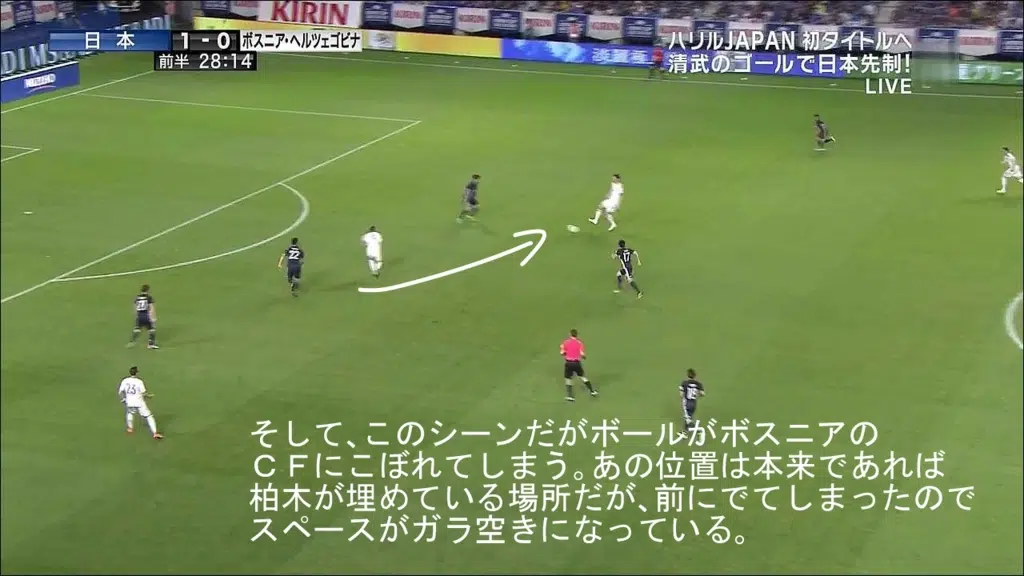 KIRIN
日本 1-0 ボスニア・ヘルツェゴビナ
前半 28:14
ハリルJAPAN 初タイトルへ
清武のゴールで日本先制!
LIVE
22
17
23
そして、このシーンだがボールがボスニアの
CFにこぼれてしまう。あの位置は本来であれば
柏木が埋めている場所だが、前にでてしまったので
スペースがガラ空きになっている。